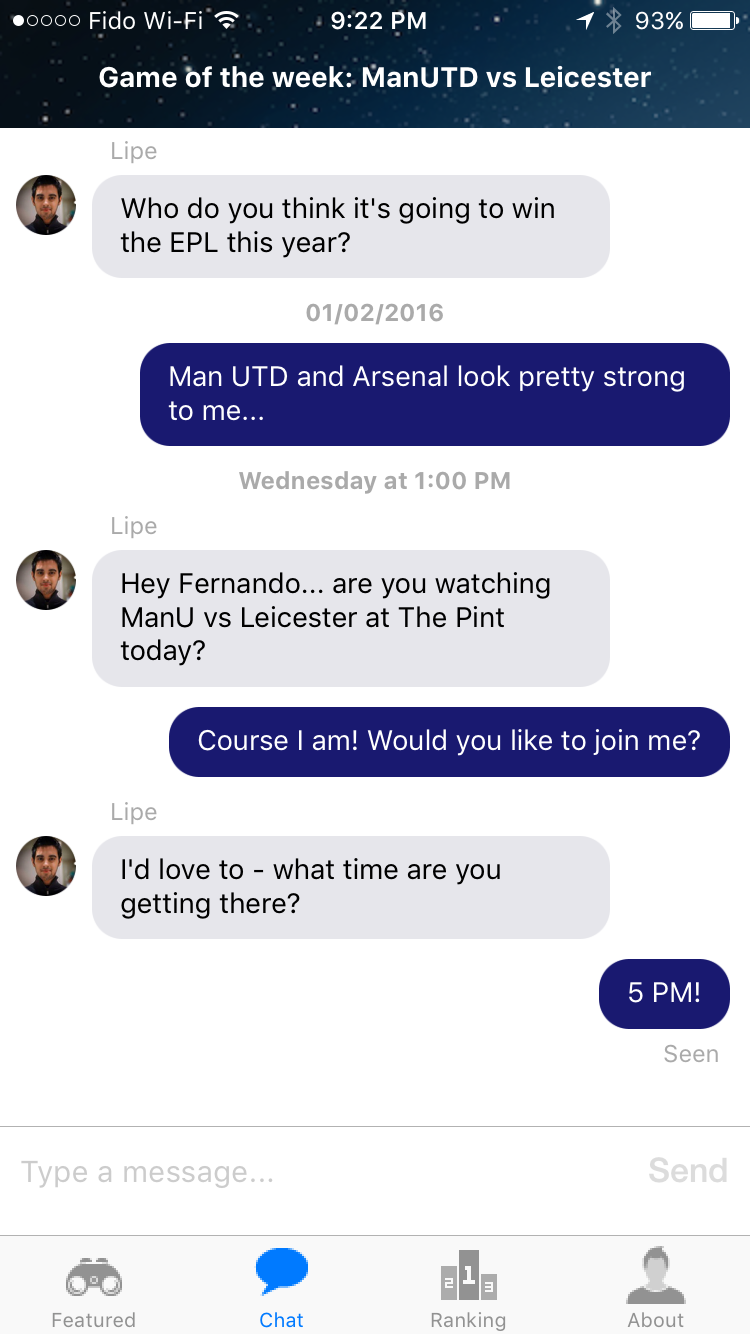 Fido Wi-Fi 9:22 PM 93%
Game of the week: ManUTD vs Leicester
Lipe
Who do you think it's going to win
the EPL this year?
01/02/2016
Man UTD and Arsenal look pretty strong
to me...
Wednesday at 1:00 PM
Lipe
Hey Fernando... are you watching
ManU vs Leicester at The Pint
today?
Course I am! Would you like to join me?
Lipe
I'd love to - what time are you
getting there?
5 PM!
Seen
Type a message... Send
2 1 3
Featured Chat Ranking About